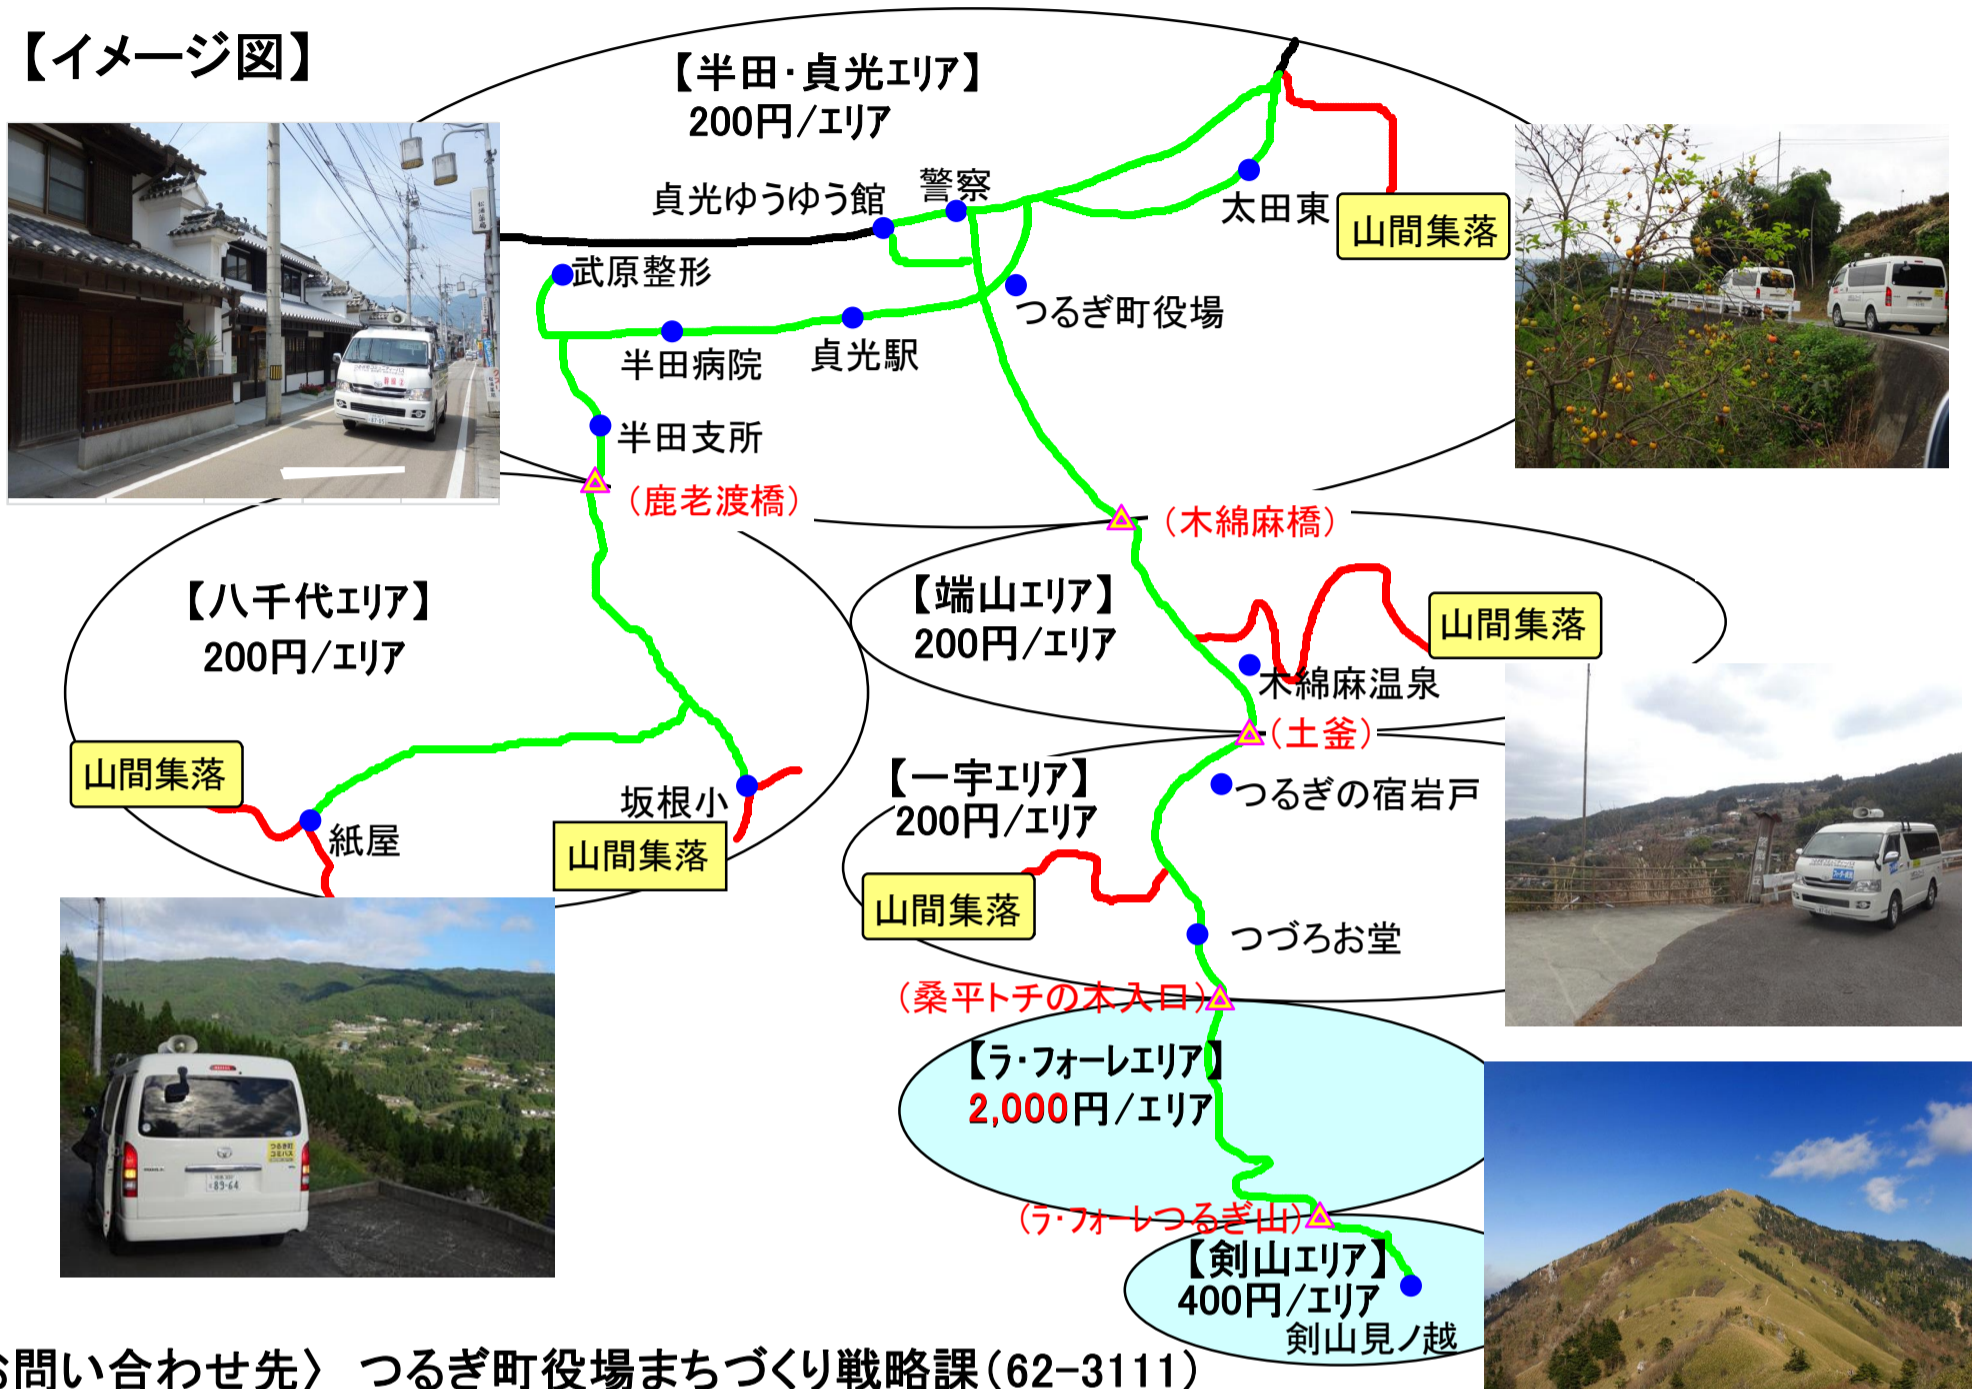 【イメージ図】
【半田・貞光エリア】
200円/エリア
貞光ゆうゆう館
警察
太田東
山間集落
武原整形
つるぎ町役場
半田病院
貞光駅
半田支所
（鹿老渡橋）
（木綿麻橋）
【八千代エリア】
200円/エリア
【端山エリア】
200円/エリア
山間集落
木綿麻温泉
（土釜）
山間集落
紙屋
坂根小
山間集落
【一宇エリア】
200円/エリア
つるぎの宿岩戸
山間集落
つづろお堂
（桑平トチの木入口）
【ラ・フォーレエリア】
2,000円/エリア
（ラ・フォーレつるぎ山）
【剣山エリア】
400円/エリア
剣山見ノ越
つるぎ町
コミバス
89-64
お問い合わせ先〉 つるぎ町役場まちづくり戦略課（62-3111）